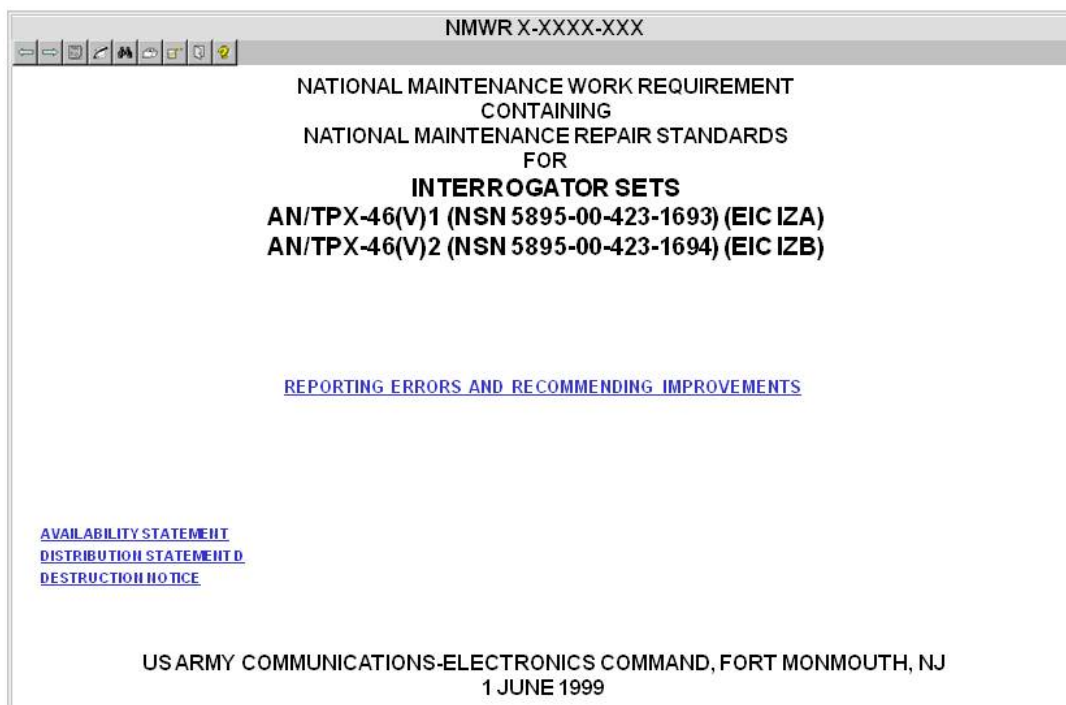 NMWR X-XXXX-XXX
NATIONAL MAINTENANCE WORK REQUIREMENT
CONTAINING
NATIONAL MAINTENANCE REPAIR STANDARDS
FOR
INTERROGATOR SETS
AN/TPX-46(V)1 (NSN 5895-00-423-1693) (EIC IZA)
AN/TPX-46(V)2 (NSN 5895-00-423-1694) (EIC IZB)
REPORTING ERRORS AND RECOMMENDING IMPROVEMENTS
AVAILABILITY STATEMENT
DISTRIBUTION STATEMENT D
DESTRUCTION NOTICE
US ARMY COMMUNICATIONS-ELECTRONICS COMMAND, FORT MONMOUTH, NJ
1 JUNE 1999